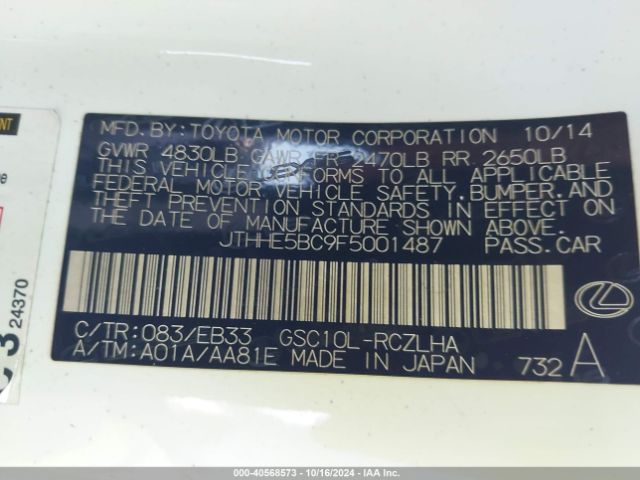 MFD. BY: TOYOTA MOTOR CORPORATION 10/14
GVWR 4830LB GAWR FR 2470LB RR 2650LB
THIS VEHICLE CONFORMS TO ALL APPLICABLE
FEDERAL MOTOR VEHICLE SAFETY, BUMPER, AND
THEFT PREVENTION STANDARDS IN EFFECT ON
THE DATE OF MANUFACTURE SHOWN ABOVE.
JTHHE5BC9F5001487 PASS.CAR
C/TR: 083/EB33 GSC10L-RCZLHA
A/TM: A01A/AA81E MADE IN JAPAN 732 A
24370
000-40568573 - 10/16/2024 - IAA Inc.